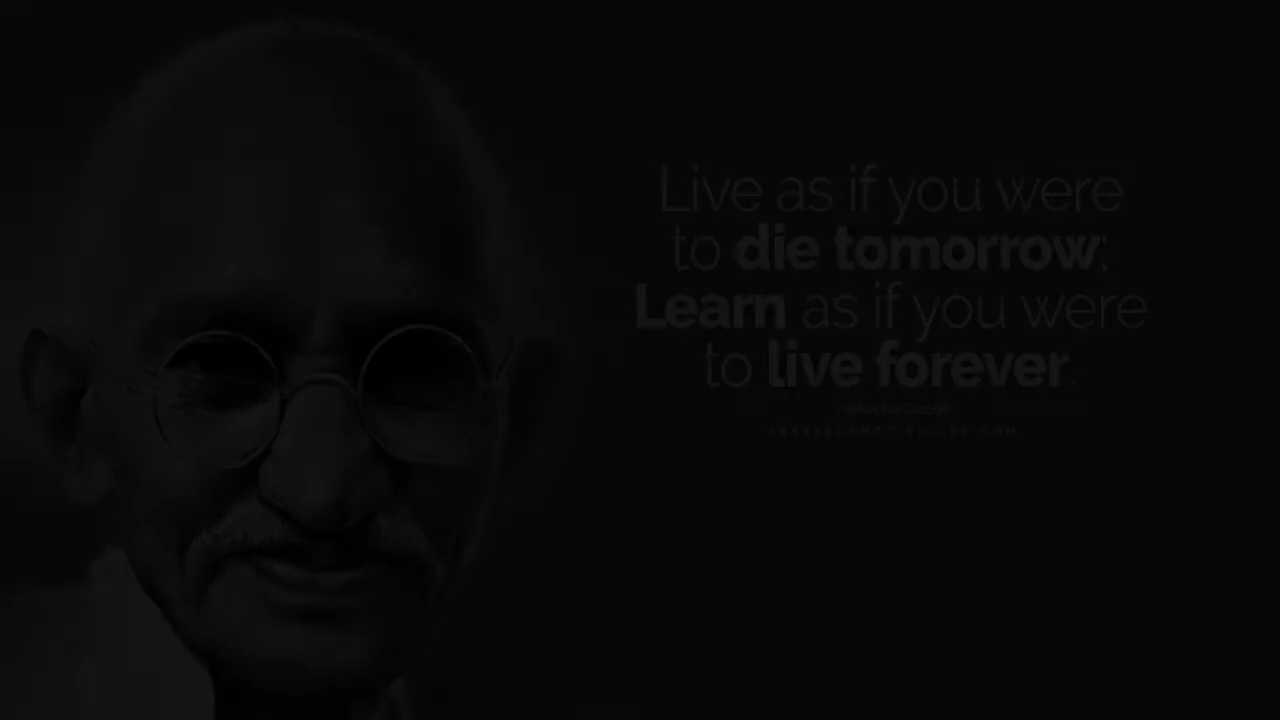 Live as if you were
to die tomorrow;
Learn as if you were
to live forever.